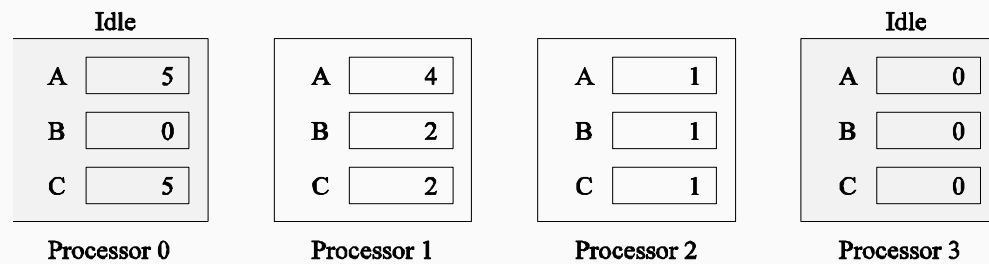 Idle Idle
A 5 A 4 A 1 A 0
B 0 B 2 B 1 B 0
C 5 C 2 C 1 C 0
Processor 0 Processor 1 Processor 2 Processor 3